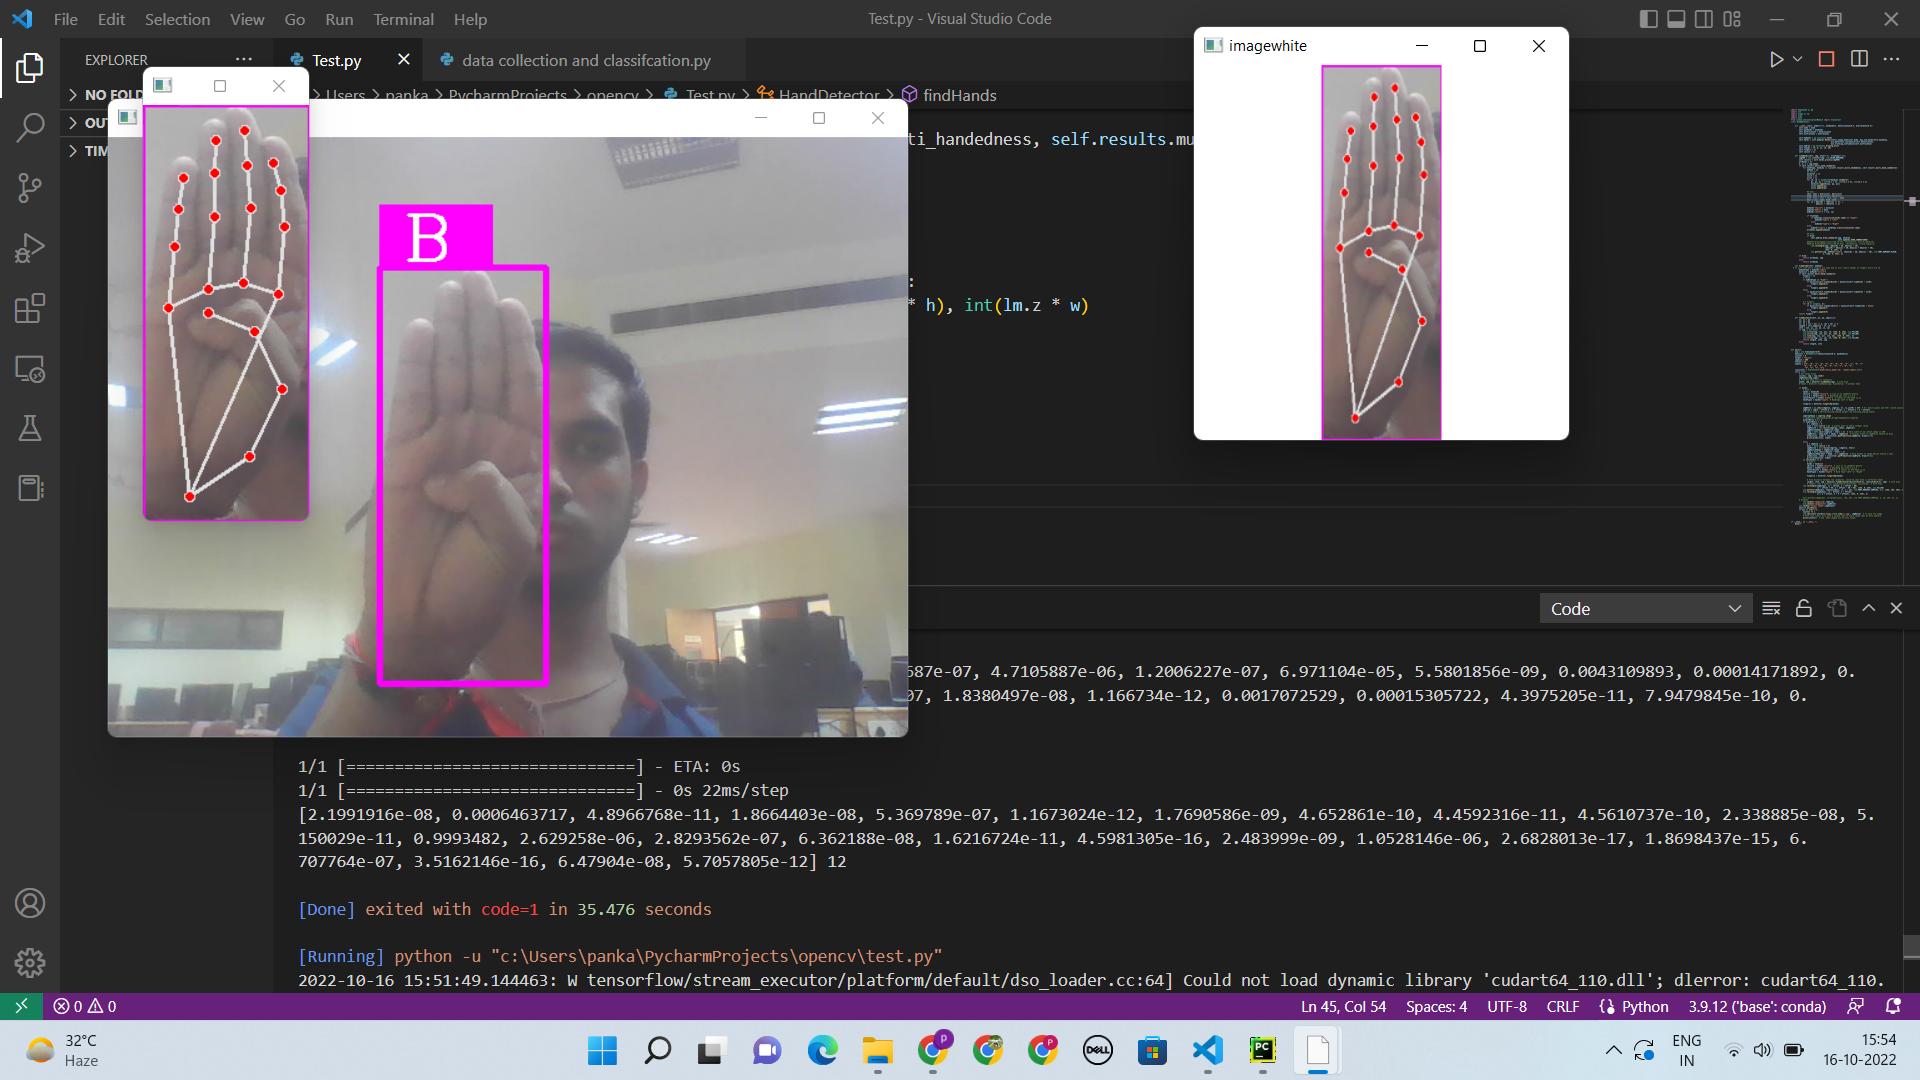 File Edit Selection View Go Run Terminal Help
Test.py - Visual Studio Code
EXPLORER
Test.py
data collection and classifcation.py
imagewhite
NO FOLD
Users > panka > PycharmProjects > opencv > Test.py > HandDetector > findHands
OUT
TIM
ti_handedness, self.results.mu
B
:
* h), int(lm.z * w)
Code
587e-07, 4.7105887e-06, 1.2006227e-07, 6.971104e-05, 5.5801856e-09, 0.0043109893, 0.00014171892, 0.
07, 1.8380497e-08, 1.166734e-12, 0.0017072529, 0.00015305722, 4.3975205e-11, 7.9479845e-10, 0.
1/1 [==============================] - ETA: 0s
1/1 [==============================] - 0s 22ms/step
[2.1991916e-08, 0.0006463717, 4.8966768e-11, 1.8664403e-08, 5.369789e-07, 1.1673024e-12, 1.7690586e-09, 4.652861e-10, 4.4592316e-11, 4.5610737e-10, 2.338885e-08, 5.
150029e-11, 0.9993482, 2.629258e-06, 2.8293562e-07, 6.362188e-08, 1.6216724e-11, 4.5981305e-16, 2.483999e-09, 1.0528146e-06, 2.6828013e-17, 1.8698437e-15, 6.
707764e-07, 3.5162146e-16, 6.47904e-08, 5.7057805e-12] 12
[Done] exited with code=1 in 35.476 seconds
[Running] python -u "c:\Users\panka\PycharmProjects\opencv\test.py"
2022-10-16 15:51:49.144463: W tensorflow/stream_executor/platform/default/dso_loader.cc:64] Could not load dynamic library 'cudart64_110.dll'; dlerror: cudart64_110.
0 0
Ln 45, Col 54 Spaces: 4 UTF-8 CRLF Python 3.9.12 ('base': conda)
32°C
Haze
DELL
PC
ENG
IN
15:54
16-10-2022